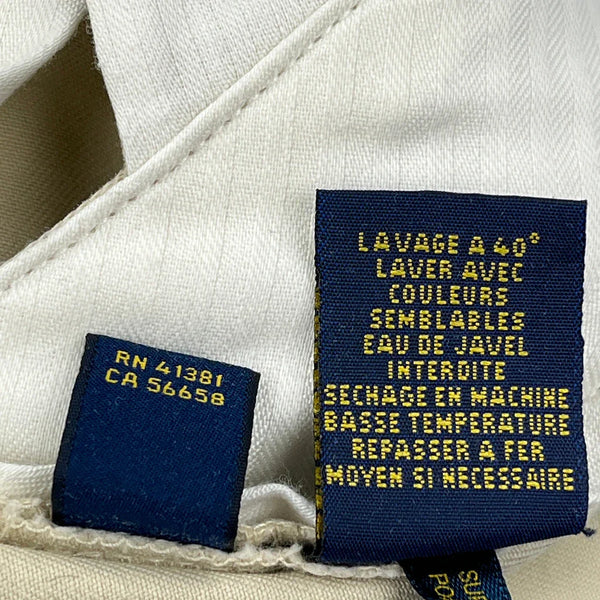 RN 41381
CA 56658
LAVAGE A 40°
LAVER AVEC
COULEURS
SEMBLABLES
EAU DE JAVEL
INTERDITE
SECHAGE EN MACHINE
BASSE TEMPERATURE
REPASSER A FER
MOYEN SI NECESSAIRE